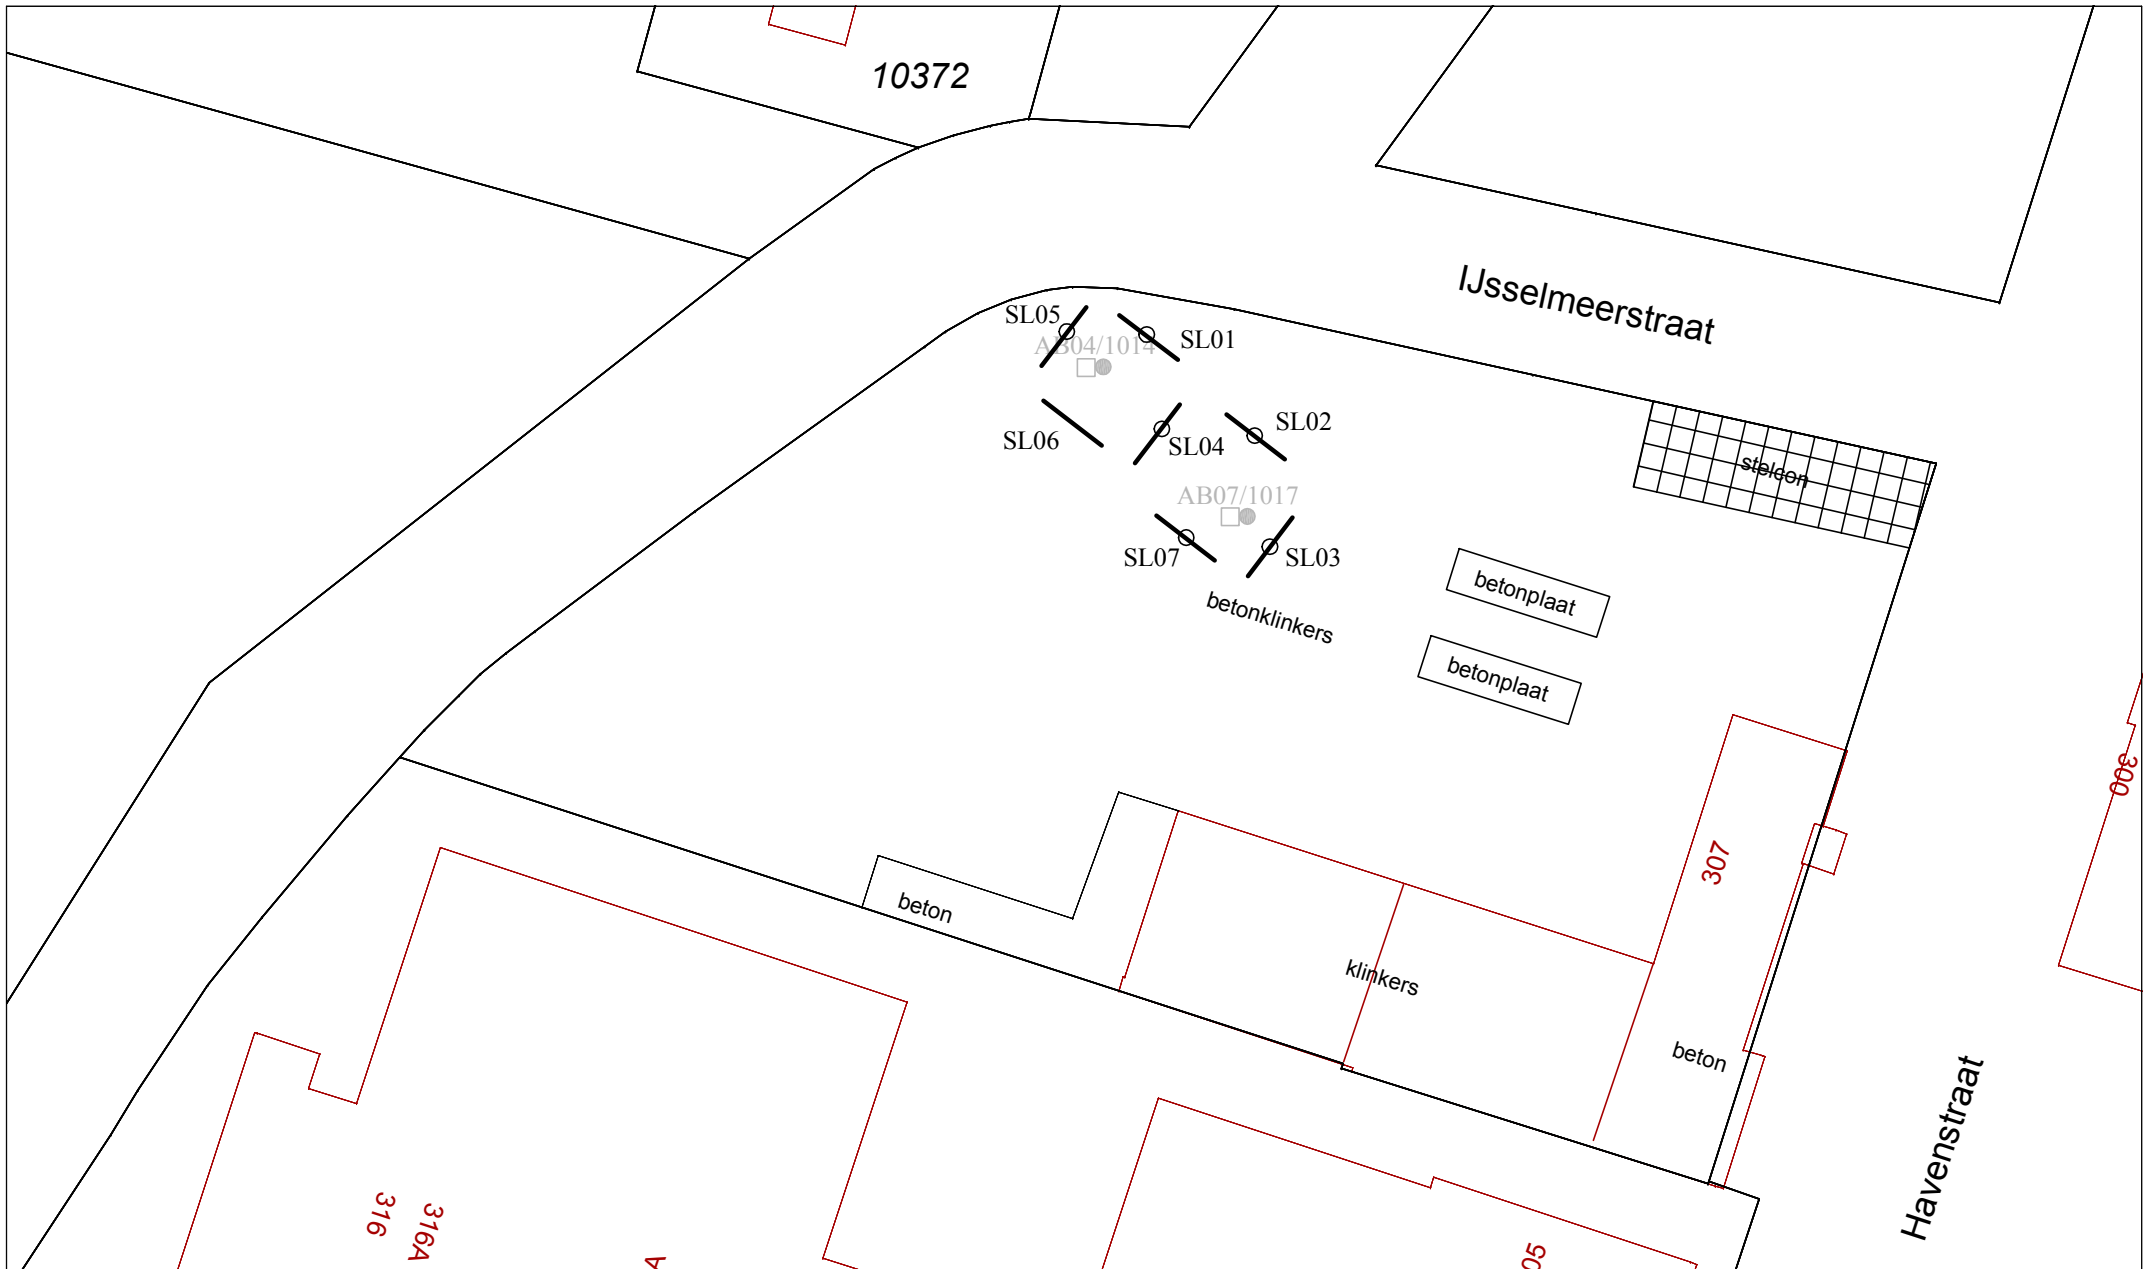 10372
IJsselmeerstraat
SL05
SL01
AB04/1014
SL02
SL06
SL04
stelcon
AB07/1017
SL07
SL03
betonplaat
betonklinkers
betonplaat
300
307
beton
klinkers
beton
Havenstraat
316
316A
A
05